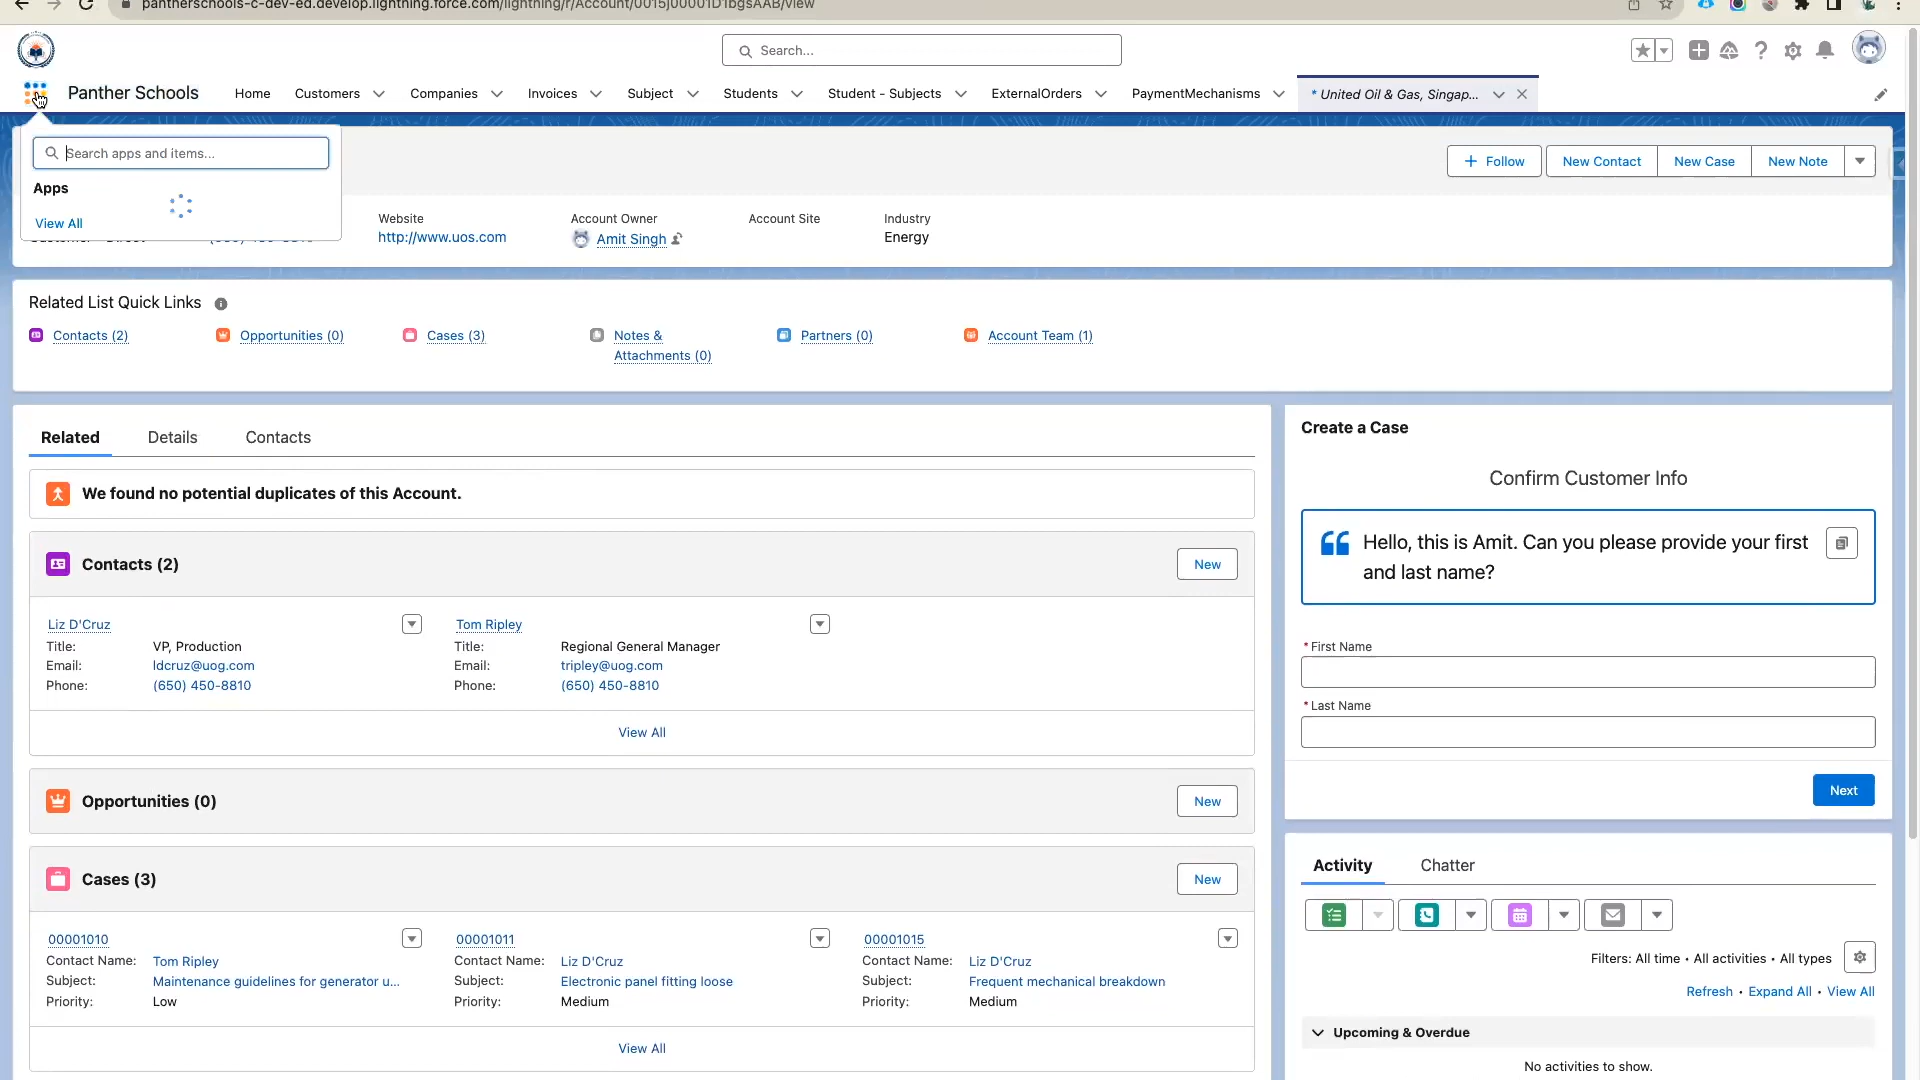 pantherschools-c-dev-ed.develop.lightning.force.com/lightning/r/Account/0015j00001D1bgsAAB/view
Search...
Panther Schools
Home
Customers
Companies
Invoices
Subject
Students
Student - Subjects
ExternalOrders
PaymentMechanisms
* United Oil & Gas, Singap...
Search apps and items...
Apps
View All
Follow
New Contact
New Case
New Note
Website
http://www.uos.com
Account Owner
Amit Singh
Account Site
Industry
Energy
Related List Quick Links
Contacts (2)
Opportunities (0)
Cases (3)
Notes &
Attachments (0)
Partners (0)
Account Team (1)
Related
Details
Contacts
We found no potential duplicates of this Account.
Contacts (2)
New
Liz D'Cruz
Title: VP, Production
Email: ldcruz@uog.com
Phone: (650) 450-8810
Tom Ripley
Title: Regional General Manager
Email: tripley@uog.com
Phone: (650) 450-8810
View All
Opportunities (0)
New
Cases (3)
New
00001010
Contact Name: Tom Ripley
Subject: Maintenance guidelines for generator u...
Priority: Low
00001011
Contact Name: Liz D'Cruz
Subject: Electronic panel fitting loose
Priority: Medium
00001015
Contact Name: Liz D'Cruz
Subject: Frequent mechanical breakdown
Priority: Medium
View All
Create a Case
Confirm Customer Info
Hello, this is Amit. Can you please provide your first
and last name?
* First Name
* Last Name
Next
Activity
Chatter
Filters: All time • All activities • All types
Refresh • Expand All • View All
Upcoming & Overdue
No activities to show.